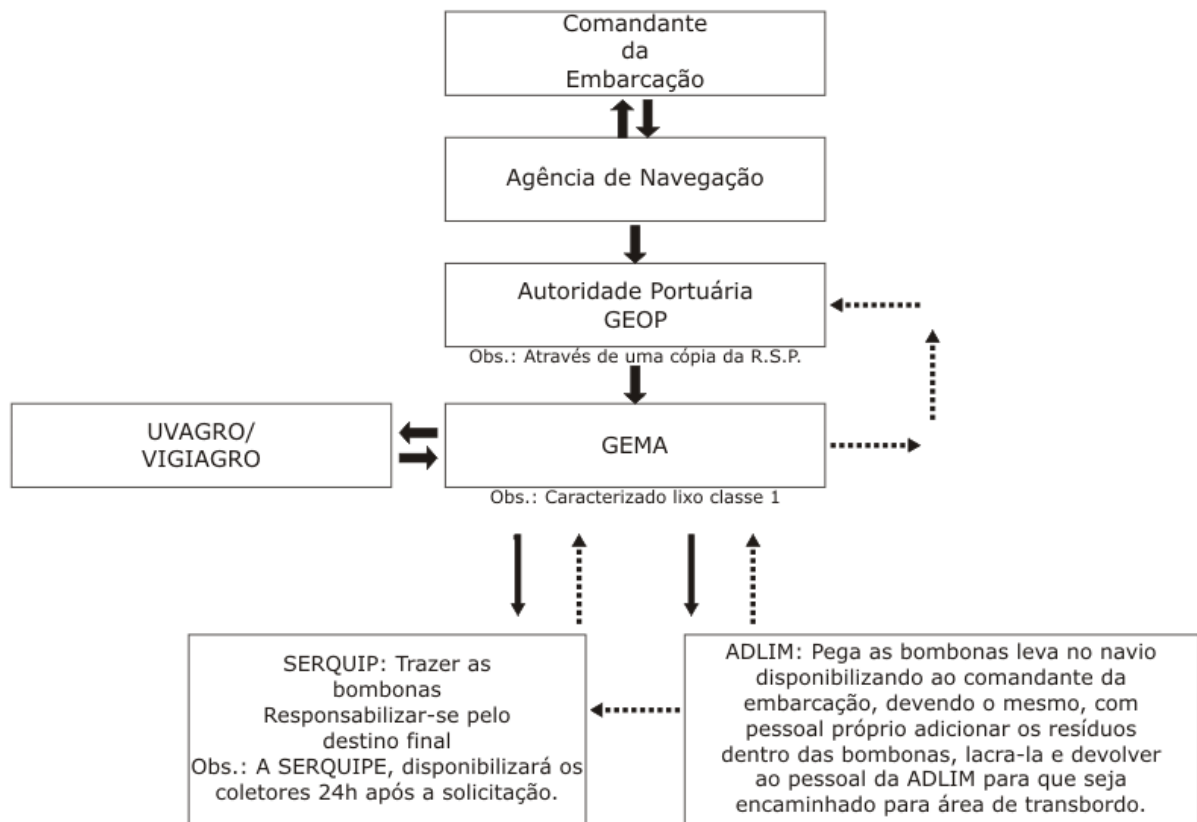 Comandante
da
Embarcação
Agência de Navegação
Autoridade Portuária
GEOP
Obs.: Através de uma cópia da R.S.P.
UVAGRO/
VIGIAGRO
GEMA
Obs.: Caracterizado lixo classe 1
SERQUIP: Trazer as
bombonas
Responsabilizar-se pelo
destino final
Obs.: A SERQUIPE, disponibilizará os
coletores 24h após a solicitação.
ADLIM: Pega as bombonas leva no navio
disponibilizando ao comandante da
embarcação, devendo o mesmo, com
pessoal próprio adicionar os resíduos
dentro das bombonas, lacra-la e devolver
ao pessoal da ADLIM para que seja
encaminhado para área de transbordo.